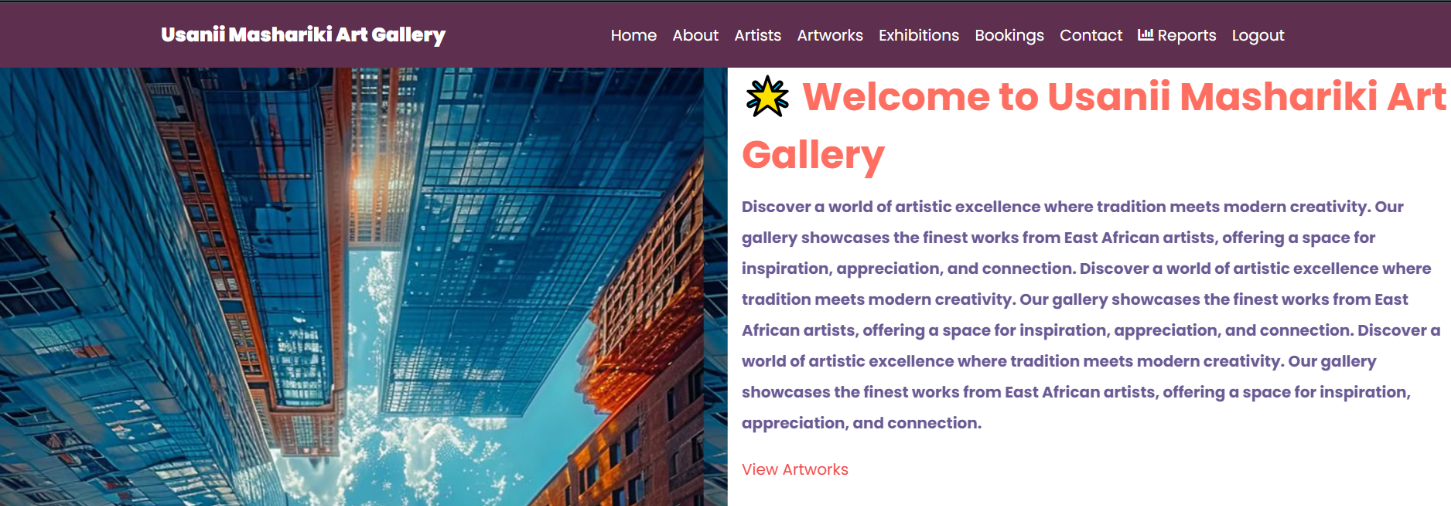 Usanii Mashariki Art Gallery
Home About Artists Artworks Exhibitions Bookings Contact Reports Logout
Welcome to Usanii Mashariki Art
Gallery
Discover a world of artistic excellence where tradition meets modern creativity. Our
gallery showcases the finest works from East African artists, offering a space for
inspiration, appreciation, and connection. Discover a world of artistic excellence where
tradition meets modern creativity. Our gallery showcases the finest works from East
African artists, offering a space for inspiration, appreciation, and connection. Discover a
world of artistic excellence where tradition meets modern creativity. Our gallery
showcases the finest works from East African artists, offering a space for inspiration,
appreciation, and connection.
View Artworks